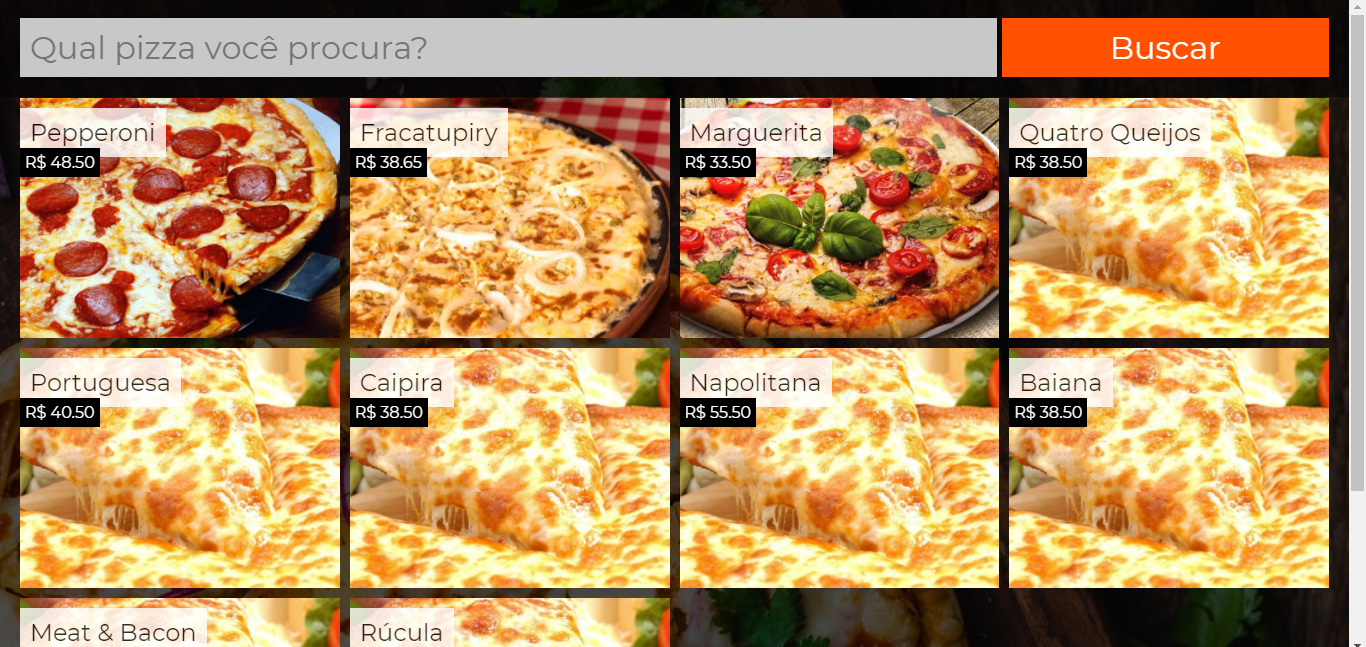 Qual pizza você procura?
Buscar
Pepperoni
R$ 48.50
Fracatupiry
R$ 38.65
Marguerita
R$ 33.50
Quatro Queijos
R$ 38.50
Portuguesa
R$ 40.50
Caipira
R$ 38.50
Napolitana
R$ 55.50
Baiana
R$ 38.50
Meat & Bacon
Rúcula